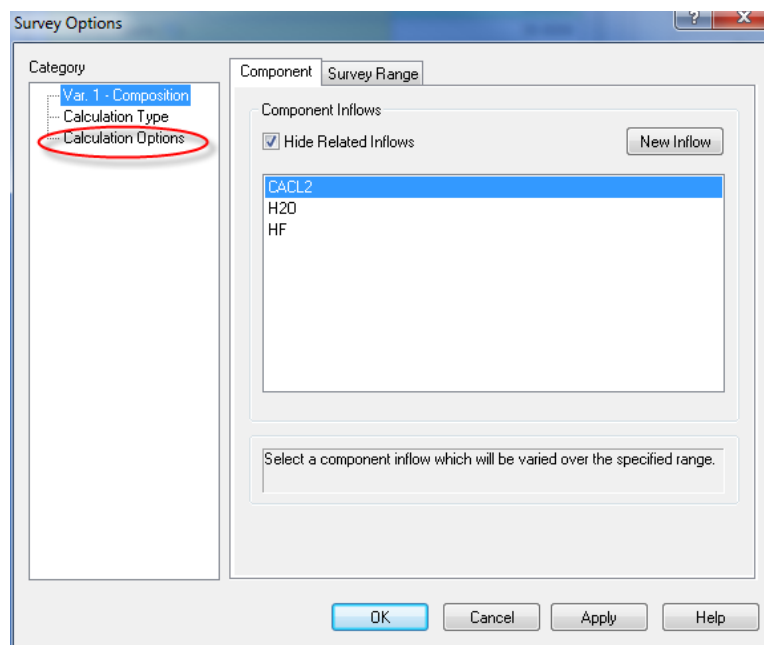 Survey Options
?
X
Category
Var. 1 - Composition
Calculation Type
Calculation Options
Component
Survey Range
Component Inflows
Hide Related Inflows
New Inflow
CACL2
H2O
HF
Select a component inflow which will be varied over the specified range.
OK
Cancel
Apply
Help